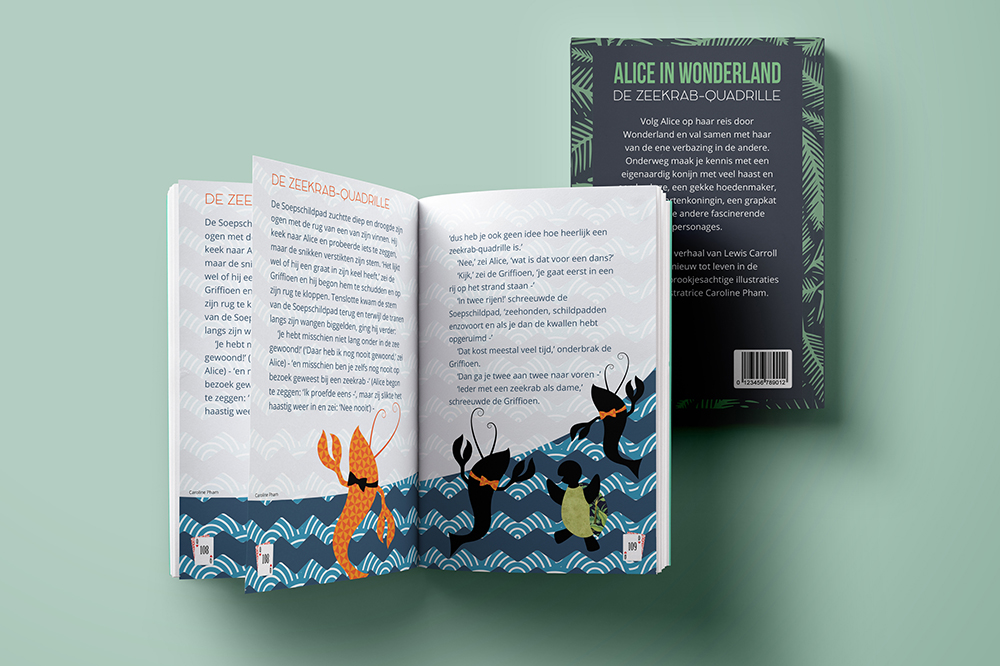 ALICE IN WONDERLAND
DE ZEEKRAB-QUADRILLE
Volg Alice op haar reis door
Wonderland en val samen met haar
van de ene verbazing in de andere.
Onderweg maak je kennis met een
eigenaardig konijn met veel haast en
een gekke hoedenmaker,
een grapkat
andere fascinerende
personages.
verhaal van Lewis Carroll
nieuw tot leven in de
illustraties
Caroline Pham.
0 123456 789012
DE ZEE
De Soepschild
ogen met de
keek naar Al
maar de snik
wel of hij een
Griffioen en
zijn rug te kl
van de Soep
langs zijn w
'Je hebt m
gewoond!' (
Alice) - 'en m
bezoek gew
te zeggen: '
haastig weer
Caroline Pham
108
DE ZEEKRAB-QUADRILLE
De Soepschildpad zuchtte diep en droogde zijn
ogen met de rug van een van zijn vinnen. Hij
keek naar Alice en probeerde iets te zeggen,
maar de snikken verstikten zijn stem. 'Het lijkt
wel of hij een graat in zijn keel heeft,' zei de
Griffioen en hij begon hem te schudden en op
zijn rug te kloppen. Tenslotte kwam de stem
van de Soepschildpad terug en terwijl de tranen
langs zijn wangen biggelden, ging hij verder:
'Je hebt misschien niet lang onder in de zee
gewoond!' ('Daar heb ik nog nooit gewoond,' zei
Alice) - 'en misschien ben je zelfs nog nooit op
bezoek geweest bij een zeekrab - ' (Alice begon
te zeggen: 'Ik proefde eens -', maar zij slikte het
haastig weer in en zei: 'Nee nooit') -
Caroline Pham
108
'dus heb je ook geen idee hoe heerlijk een
zeekrab-quadrille is.'
'Nee,' zei Alice, 'wat is dat voor een dans?'
'Kijk,' zei de Griffioen, 'je gaat eerst in een
rij op het strand staan -'
'In twee rijen!' schreeuwde de
Soepschildpad, 'zeehonden, schildpadden
enzovoort en als je dan de kwallen hebt
opgeruimd -'
'Dat kost meestal veel tijd,' onderbrak de
Griffioen.
'Dan ga je twee aan twee naar voren -'
'Ieder met een zeekrab als dame,'
schreeuwde de Griffioen.
109